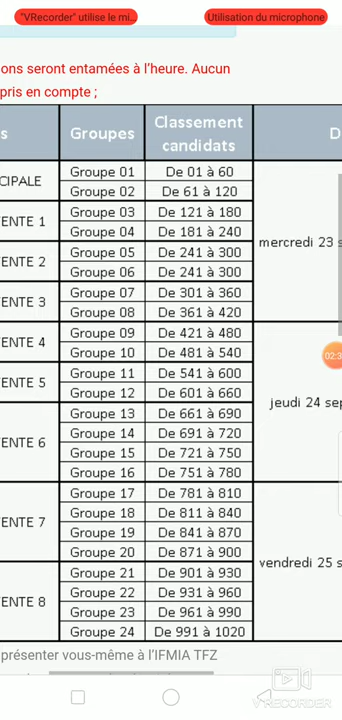 "VRecorder" utilise le mi...
Utilisation du microphone
ons seront entamées à l'heure. Aucun
pris en compte ;
s Groupes Classement candidats D
CIPALE
Groupe 01 De 01 à 60
Groupe 02 De 61 à 120
ENTE 1
Groupe 03 De 121 à 180
Groupe 04 De 181 à 240
mercredi 23 s
ENTE 2
Groupe 05 De 241 à 300
Groupe 06 De 241 à 300
ENTE 3
Groupe 07 De 301 à 360
Groupe 08 De 361 à 420
ENTE 4
Groupe 09 De 421 à 480
Groupe 10 De 481 à 540
02:3
ENTE 5
Groupe 11 De 541 à 600
Groupe 12 De 601 à 660
jeudi 24 sep
ENTE 6
Groupe 13 De 661 à 690
Groupe 14 De 691 à 720
Groupe 15 De 721 à 750
Groupe 16 De 751 à 780
ENTE 7
Groupe 17 De 781 à 810
Groupe 18 De 811 à 840
Groupe 19 De 841 à 870
Groupe 20 De 871 à 900
vendredi 25 s
ENTE 8
Groupe 21 De 901 à 930
Groupe 22 De 931 à 960
Groupe 23 De 961 à 990
Groupe 24 De 991 à 1020
présenter vous-même à l'IFMIA TFZ
VRECORDER